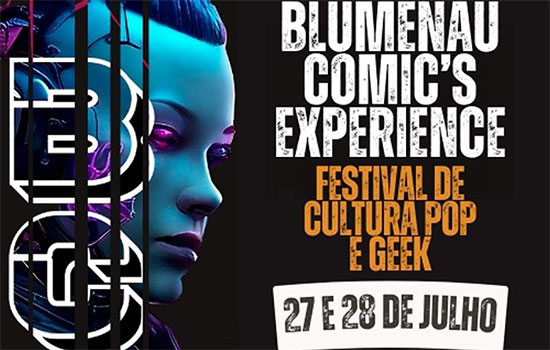 BLUMENAU
COMIC'S
EXPERIENCE
FESTIVAL DE
CULTURA POP
E GEEK
27 E 28 DE JULHO